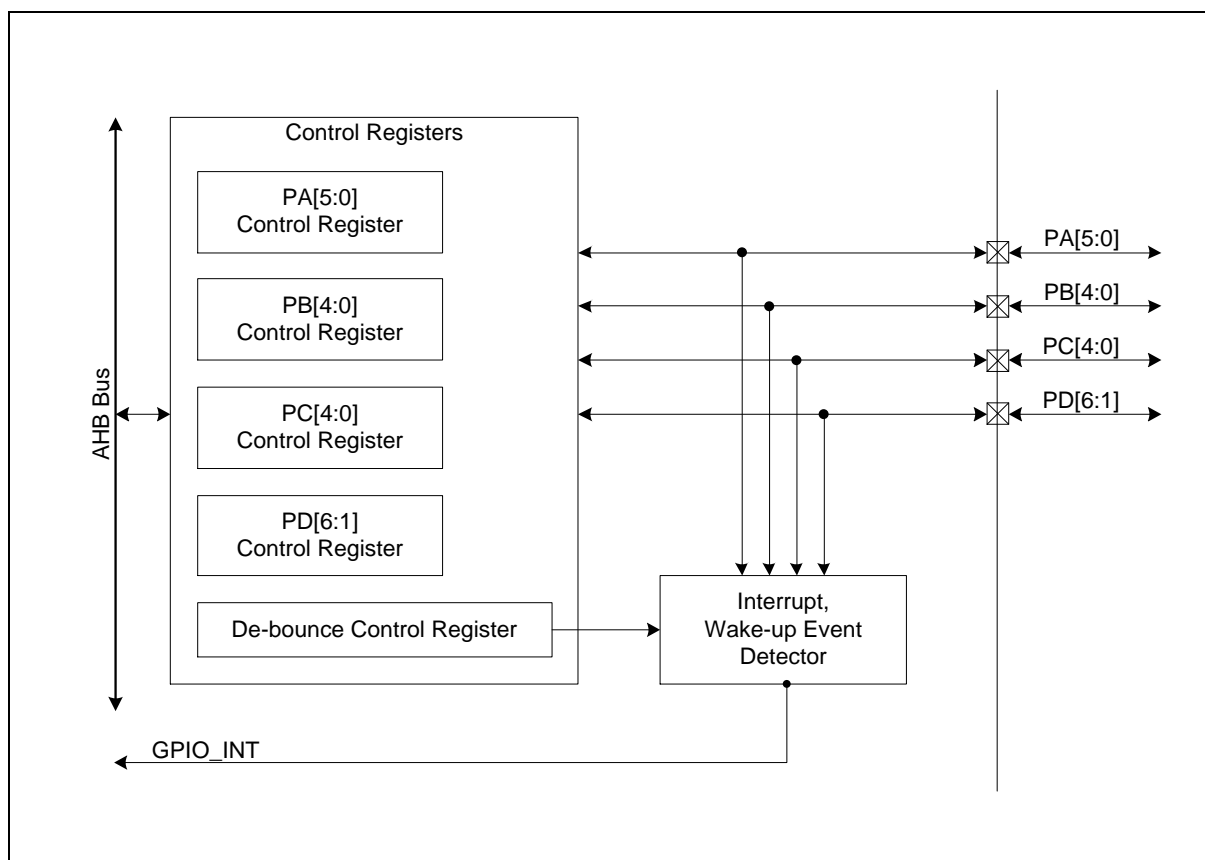 Control Registers
PA[5:0]
Control Register
PB[4:0]
Control Register
PC[4:0]
Control Register
PD[6:1]
Control Register
De-bounce Control Register
AHB Bus
PA[5:0]
PB[4:0]
PC[4:0]
PD[6:1]
Interrupt,
Wake-up Event
Detector
GPIO_INT